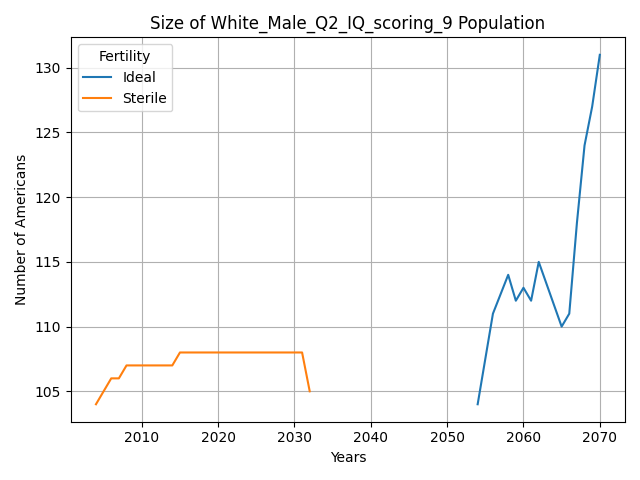 Size of White_Male_Q2_IQ_scoring_9 Population
Fertility
Ideal
Sterile
Number of Americans
130
125
120
115
110
105
2010 2020 2030 2040 2050 2060 2070
Years